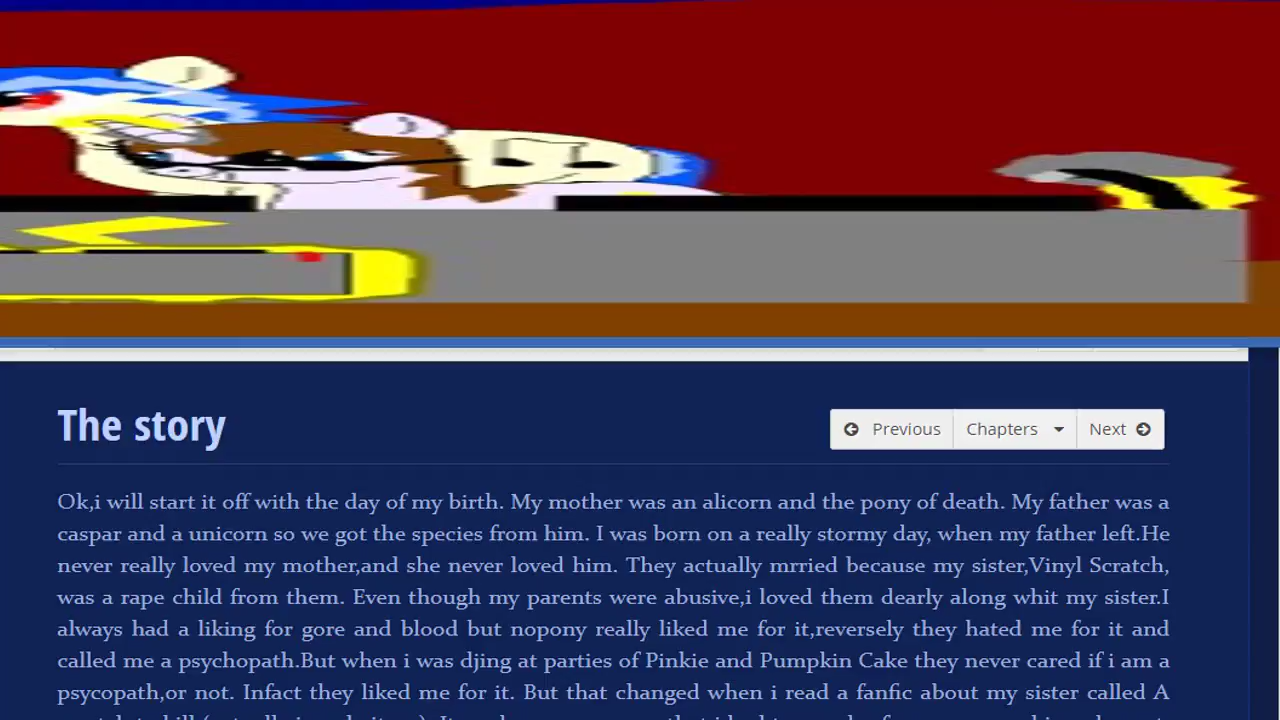 The story
Previous
Chapters
Next
Ok,i will start it off with the day of my birth. My mother was an alicorn and the pony of death. My father was a
caspar and a unicorn so we got the species from him. I was born on a really stormy day, when my father left.He
never really loved my mother,and she never loved him. They actually mrried because my sister,Vinyl Scratch,
was a rape child from them. Even though my parents were abusive,i loved them dearly along whit my sister.I
always had a liking for gore and blood but nopony really liked me for it,reversely they hated me for it and
called me a psychopath.But when i was djing at parties of Pinkie and Pumpkin Cake they never cared if i am a
psycopath,or not. Infact they liked me for it. But that changed when i read a fanfic about my sister called A